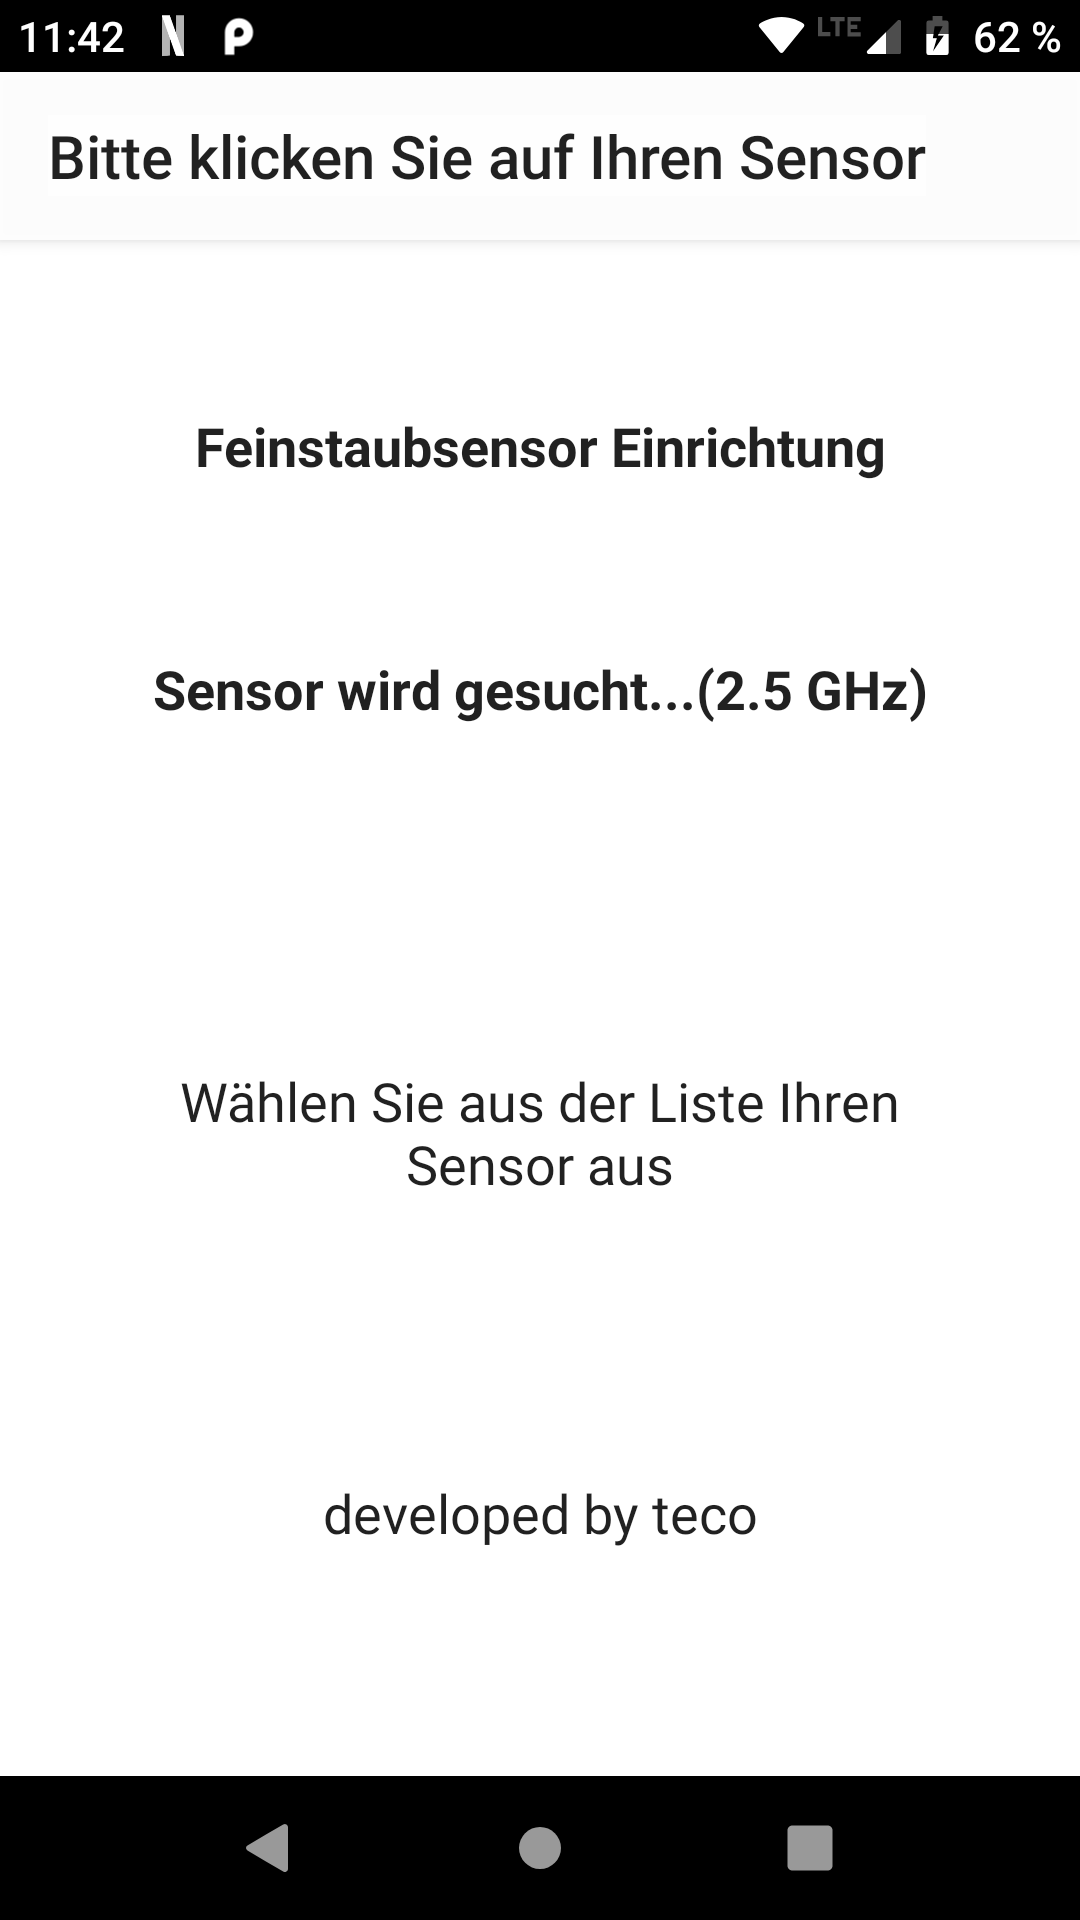 11:42 N P LTE 62 %
Bitte klicken Sie auf Ihren Sensor
Feinstaubsensor Einrichtung
Sensor wird gesucht...(2.5 GHz)
Wählen Sie aus der Liste Ihren
Sensor aus
developed by teco